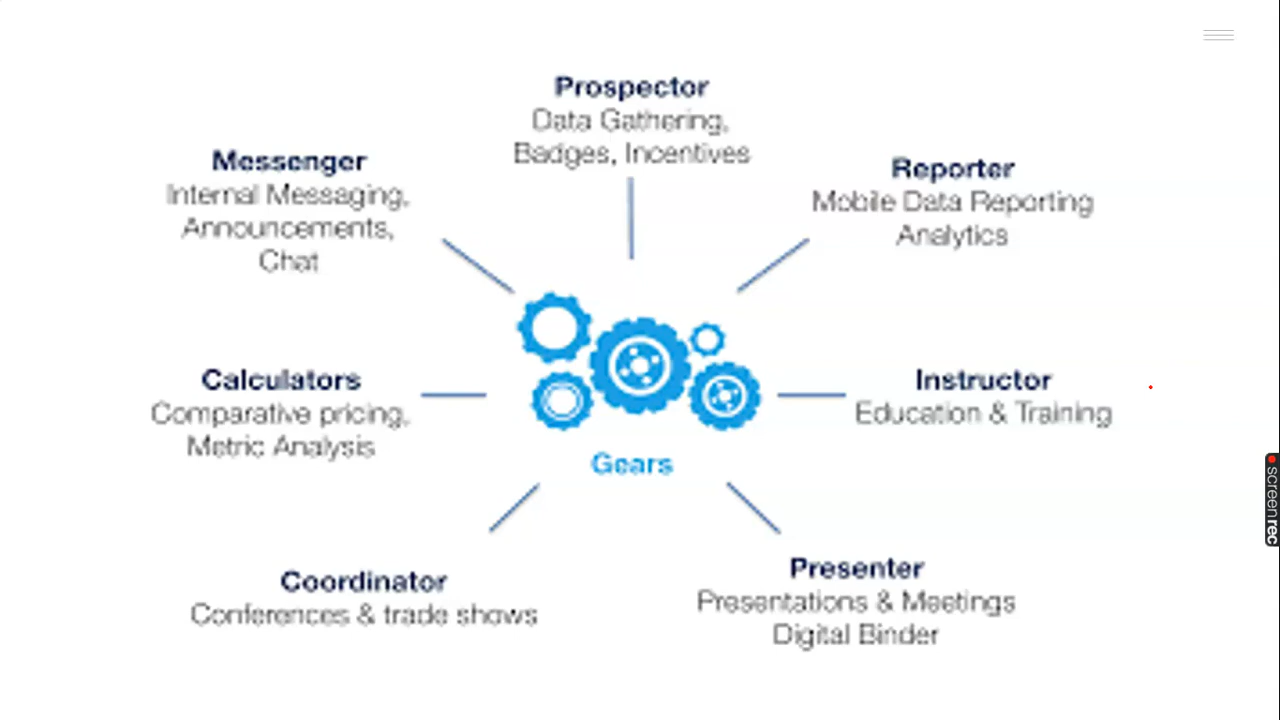 Prospector
Data Gathering,
Badges, Incentives
Messenger
Internal Messaging,
Announcements,
Chat
Reporter
Mobile Data Reporting
Analytics
Calculators
Comparative pricing,
Metric Analysis
Instructor
Education & Training
Gears
Coordinator
Conferences & trade shows
Presenter
Presentations & Meetings
Digital Binder
screenrec